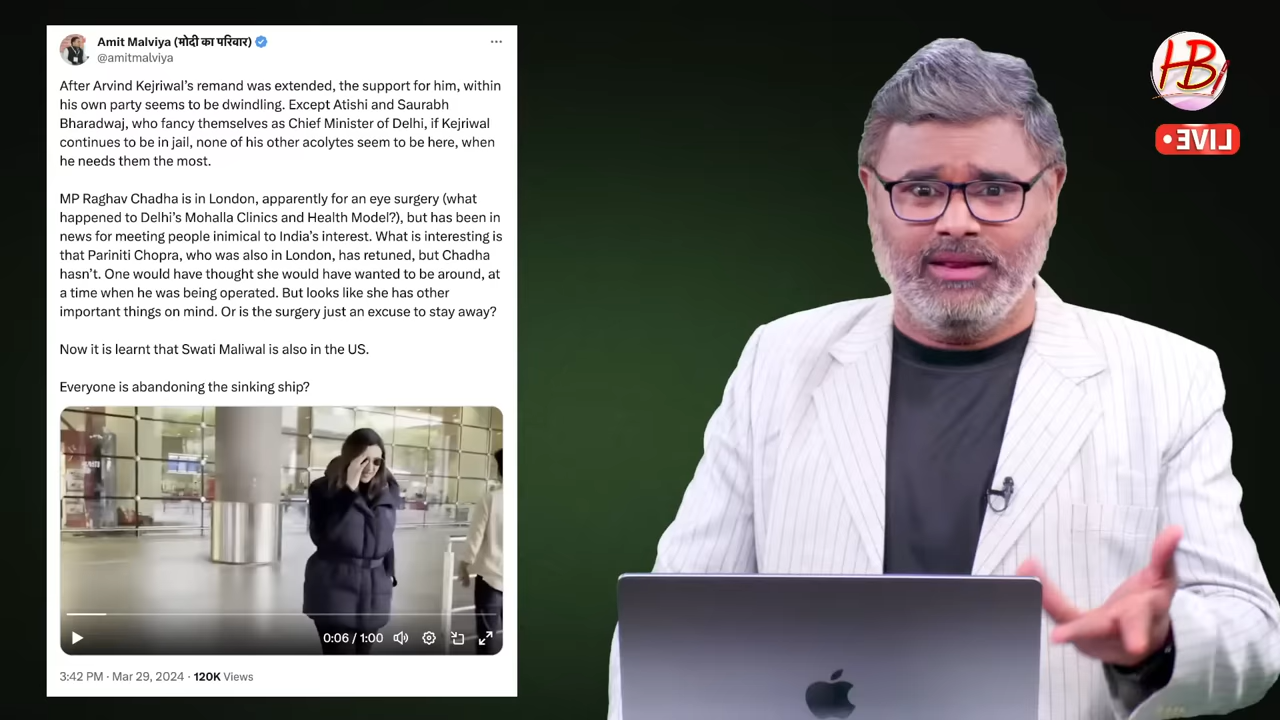 Amit Malviya (मोदी का परिवार)
@amitmalviya
After Arvind Kejriwal's remand was extended, the support for him, within
his own party seems to be dwindling. Except Atishi and Saurabh
Bharadwaj, who fancy themselves as Chief Minister of Delhi, if Kejriwal
continues to be in jail, none of his other acolytes seem to be here, when
he needs them the most.
MP Raghav Chadha is in London, apparently for an eye surgery (what
happened to Delhi's Mohalla Clinics and Health Model?), but has been in
news for meeting people inimical to India's interest. What is interesting is
that Pariniti Chopra, who was also in London, has retuned, but Chadha
hasn't. One would have thought she would have wanted to be around, at
a time when he was being operated. But looks like she has other
important things on mind. Or is the surgery just an excuse to stay away?
Now it is learnt that Swati Maliwal is also in the US.
Everyone is abandoning the sinking ship?
0:06 / 1:00
3:42 PM · Mar 29, 2024 · 120K Views
HBI
LIVE